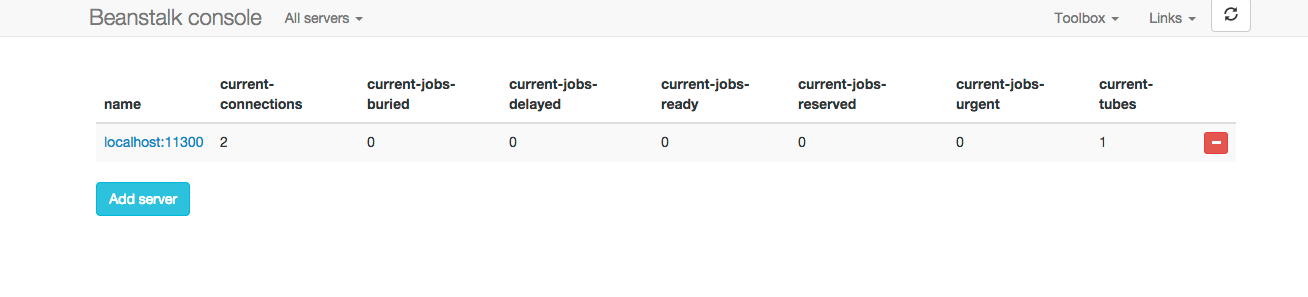 Beanstalk console All servers Toolbox Links
name current-connections current-jobs-buried current-jobs-delayed current-jobs-ready current-jobs-reserved current-jobs-urgent current-tubes
localhost:11300 2 0 0 0 0 0 1
Add server